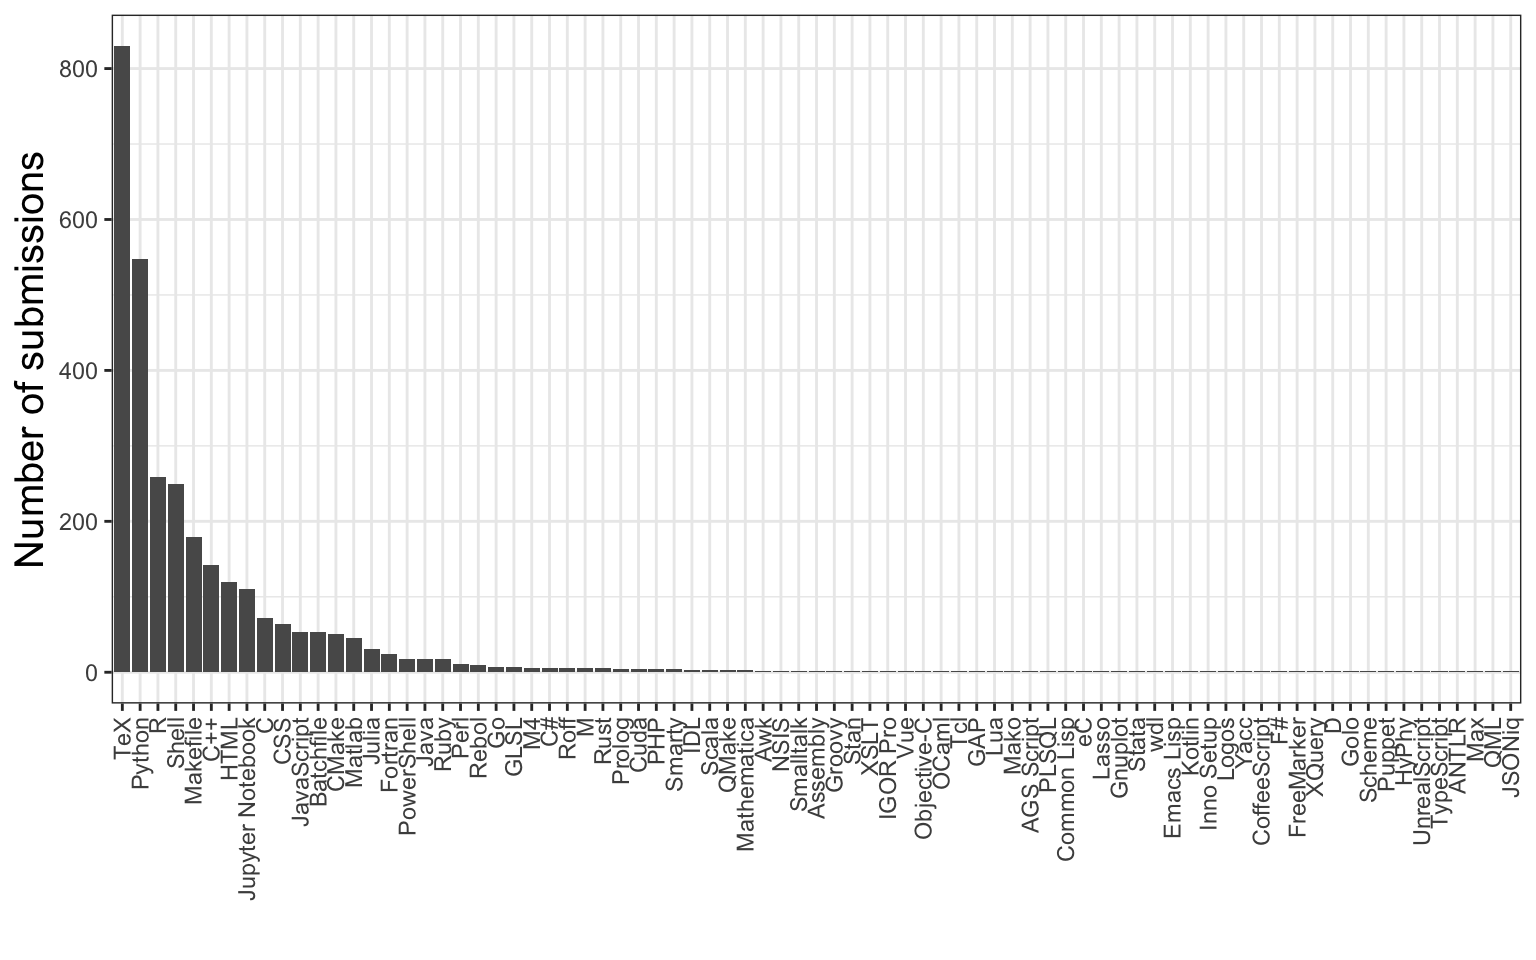 Number of submissions
800
600
400
200
0
TeX
Python
R
Shell
Makefile
C++
HTML
Jupyter Notebook
C
CSS
JavaScript
Batchfile
CMake
Matlab
Julia
Fortran
PowerShell
Java
Ruby
Perl
Rebol
Go
GLSL
M4
C#
Roff
M
Rust
Prolog
Cuda
PHP
Smarty
IDL
Scala
QMake
Mathematica
Awk
NSIS
Smalltalk
Assembly
Groovy
Stan
XSLT
IGOR Pro
Vue
Objective-C
OCaml
Tcl
GAP
Lua
Mako
AGS Script
PLSQL
Common Lisp
eC
Lasso
Gnuplot
Stata
wdl
Emacs Lisp
Kotlin
Inno Setup
Logos
Yacc
CoffeeScript
F#
FreeMarker
XQuery
D
Golo
Scheme
Puppet
HyPhy
UnrealScript
TypeScript
ANTLR
Max
QML
JSONiq